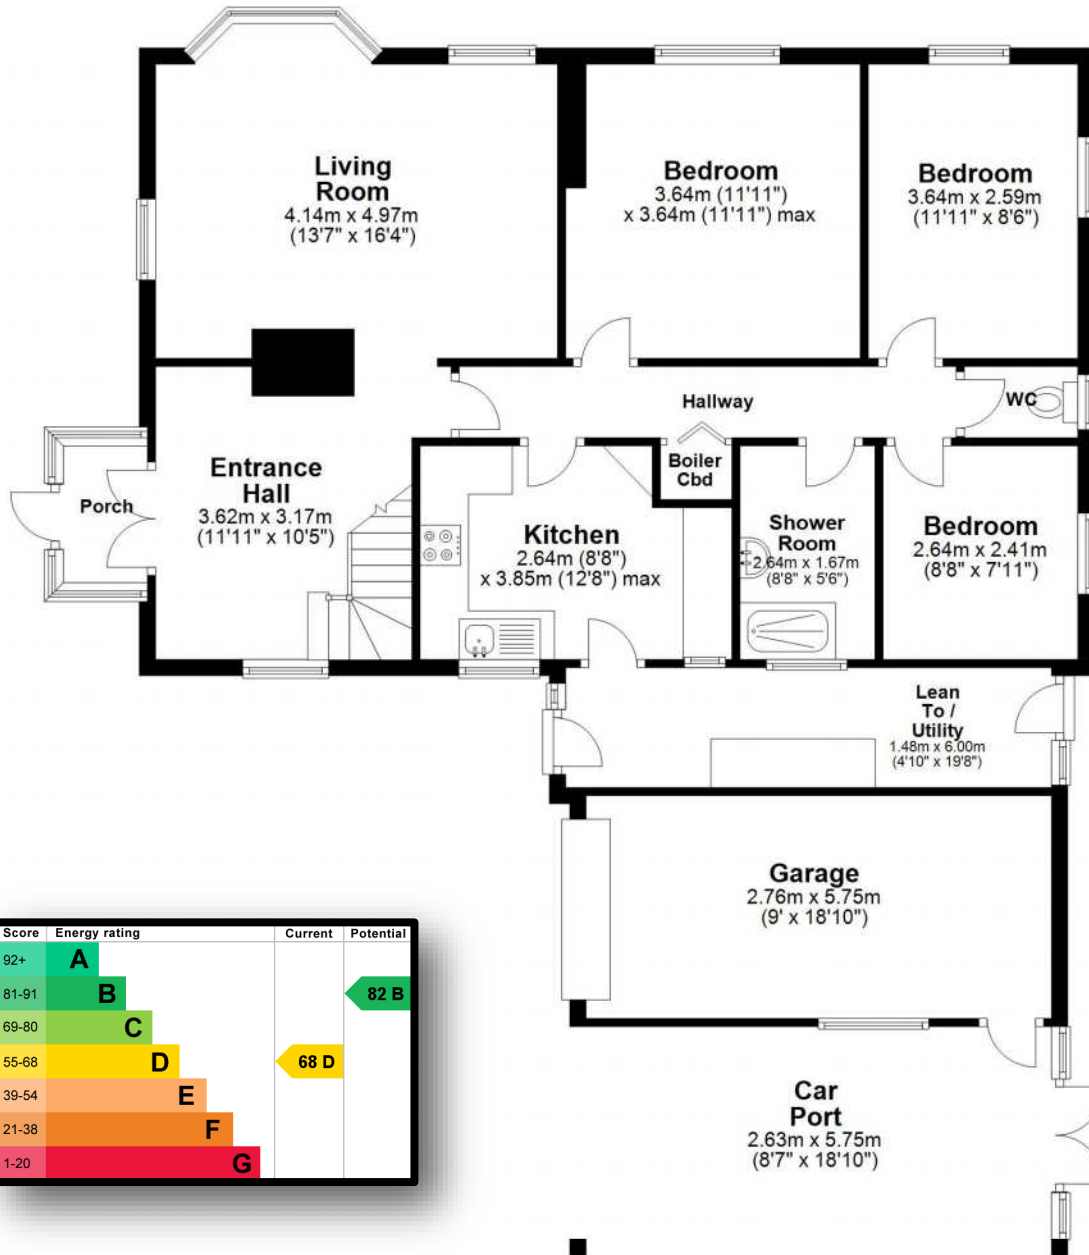 Living
Room
4.14m x 4.97m
(13'7" x 16'4")
Bedroom
3.64m (11'11")
x 3.64m (11'11") max
Bedroom
3.64m x 2.59m
(11'11" x 8'6")
Hallway
WC
Porch
Entrance
Hall
3.62m x 3.17m
(11'11" x 10'5")
Boiler
Cbd
Kitchen
2.64m (8'8")
x 3.85m (12'8") max
Shower
Room
2.64m x 1.67m
(8'8" x 5'6")
Bedroom
2.64m x 2.41m
(8'8" x 7'11")
Lean
To /
Utility
1.48m x 6.00m
(4'10" x 19'8")
Garage
2.76m x 5.75m
(9' x 18'10")
Car
Port
2.63m x 5.75m
(8'7" x 18'10")
Score Energy rating Current Potential
92+ A
81-91 B 82 B
69-80 C
55-68 D 68 D
39-54 E
21-38 F
1-20 G